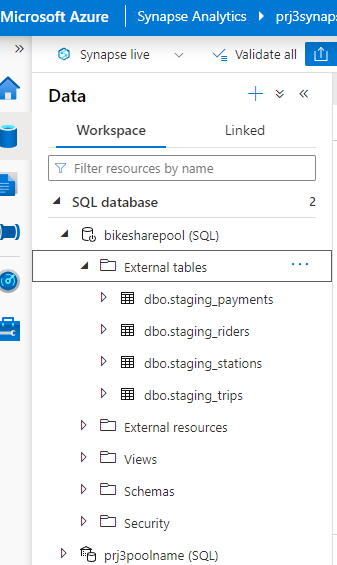 Microsoft Azure Synapse Analytics prj3synaps
Synapse live Validate all
Data
Workspace Linked
Filter resources by name
SQL database 2
bikesharepool (SQL)
External tables
dbo.staging_payments
dbo.staging_riders
dbo.staging_stations
dbo.staging_trips
External resources
Views
Schemas
Security
prj3poolname (SQL)